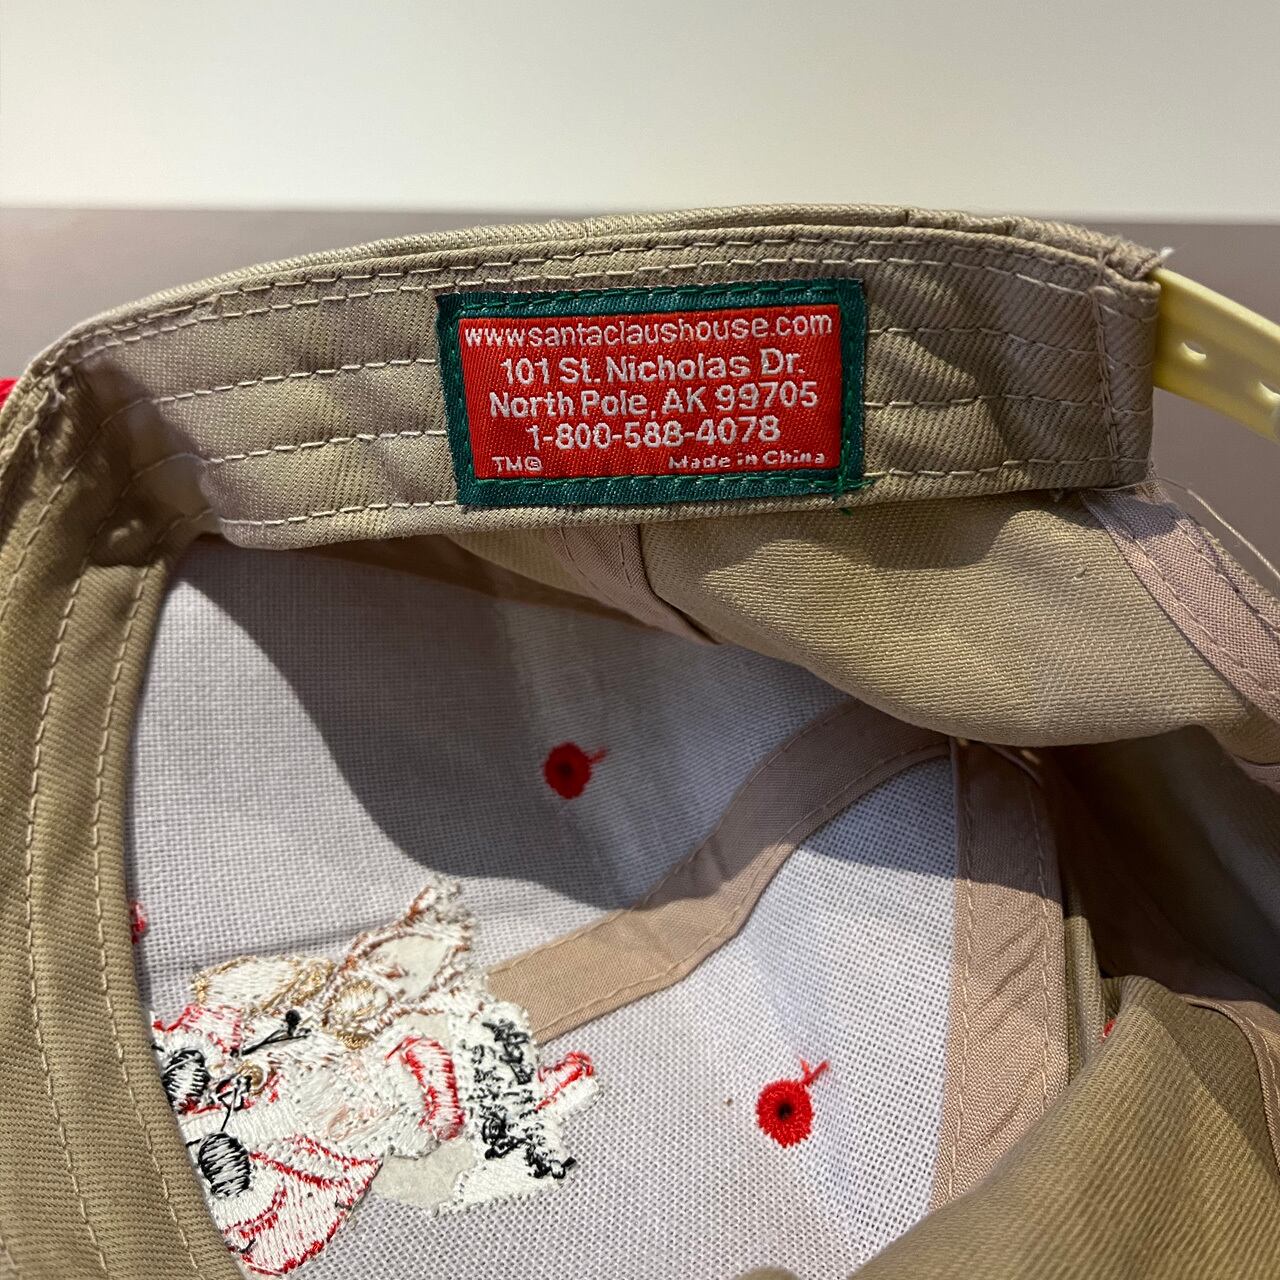 www.santaclaushouse.com
101 St. Nicholas Dr.
North Pole, AK 99705
1-800-588-4078
TM© Made in China